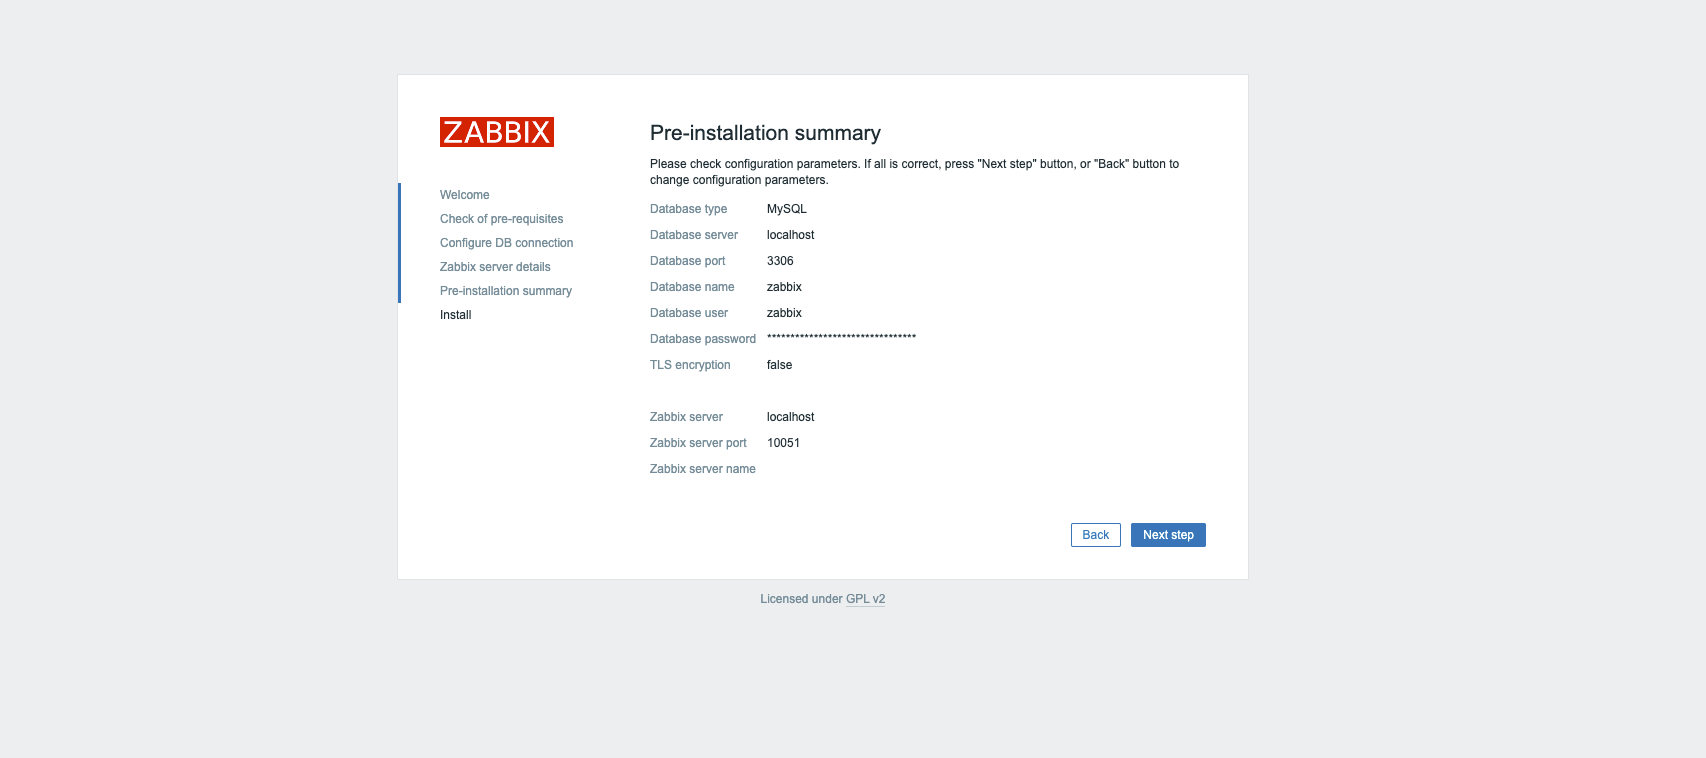 ZABBIX
Welcome
Check of pre-requisites
Configure DB connection
Zabbix server details
Pre-installation summary
Install
Pre-installation summary
Please check configuration parameters. If all is correct, press "Next step" button, or "Back" button to
change configuration parameters.
Database type MySQL
Database server localhost
Database port 3306
Database name zabbix
Database user zabbix
Database password ********************************
TLS encryption false
Zabbix server localhost
Zabbix server port 10051
Zabbix server name
Back Next step
Licensed under GPL v2